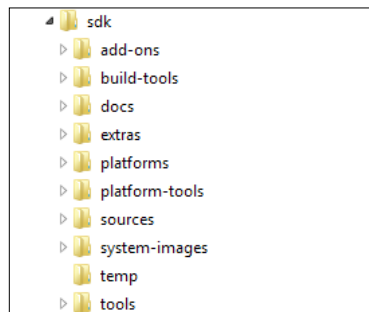 sdk
add-ons
build-tools
docs
extras
platforms
platform-tools
sources
system-images
temp
tools